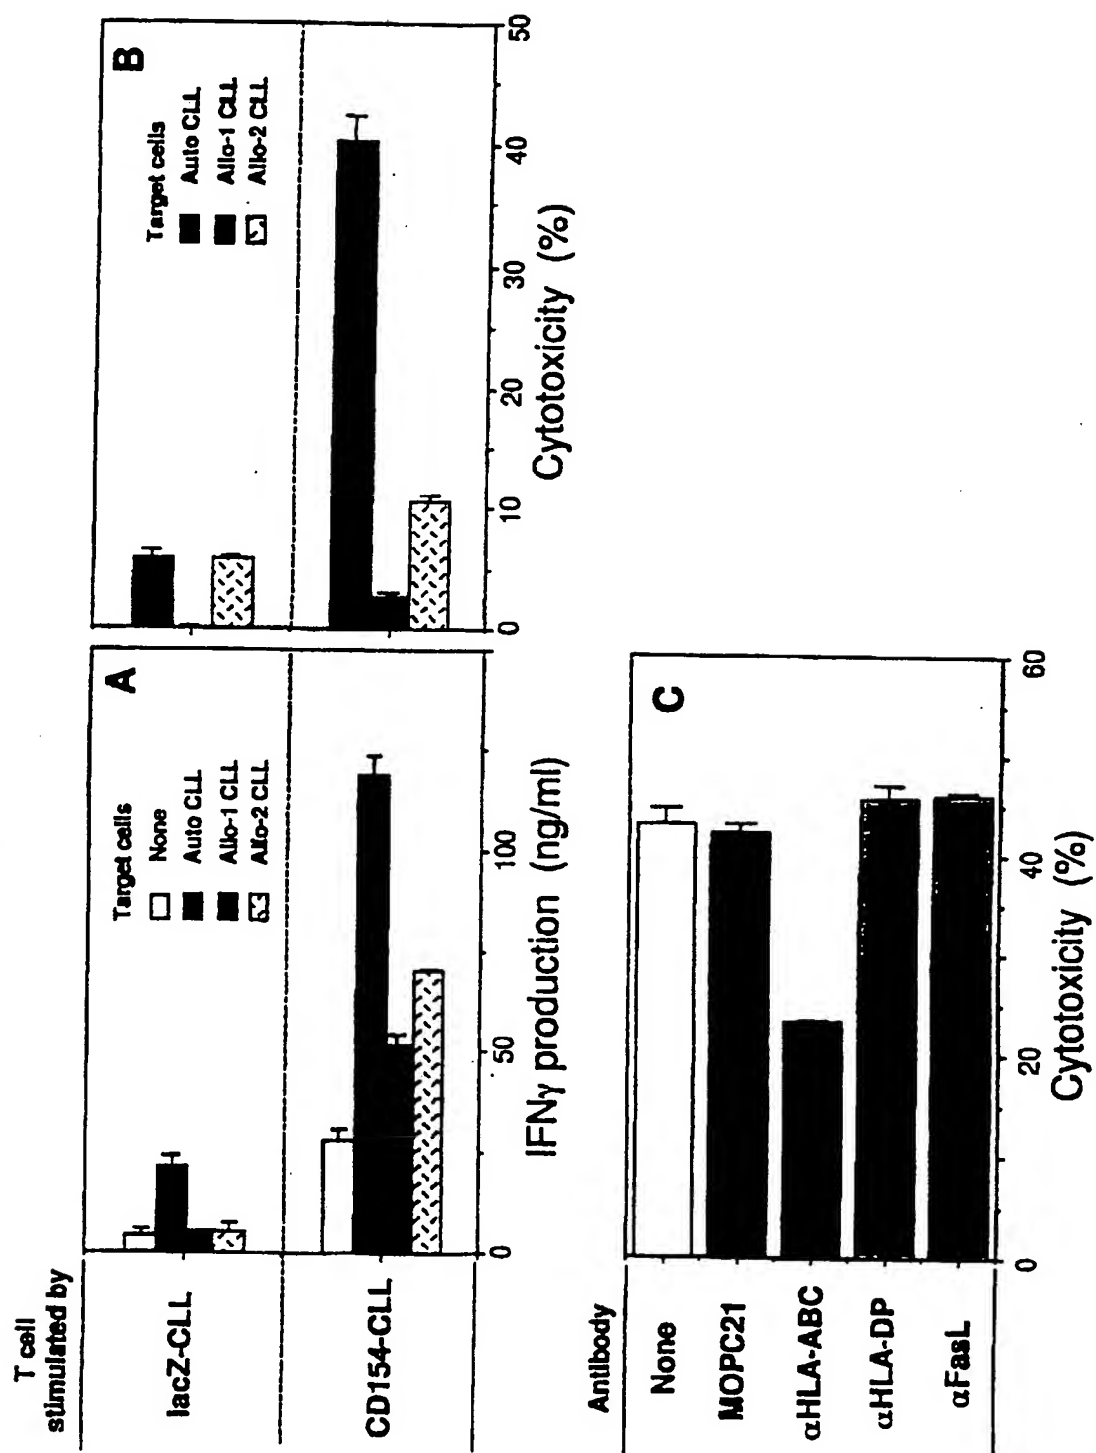 T cell
stimulated by
lacZ-CLL
CD154-CLL
A
Target cells
None
Auto CLL
Allo-1 CLL
Allo-2 CLL
0
50
100
IFNγ production (ng/ml)
B
Target cells
Auto CLL
Allo-1 CLL
Allo-2 CLL
0
10
20
30
40
50
Cytotoxicity (%)
Antibody
None
MOPC21
αHLA-ABC
αHLA-DP
αFasL
C
0
20
40
60
Cytotoxicity (%)